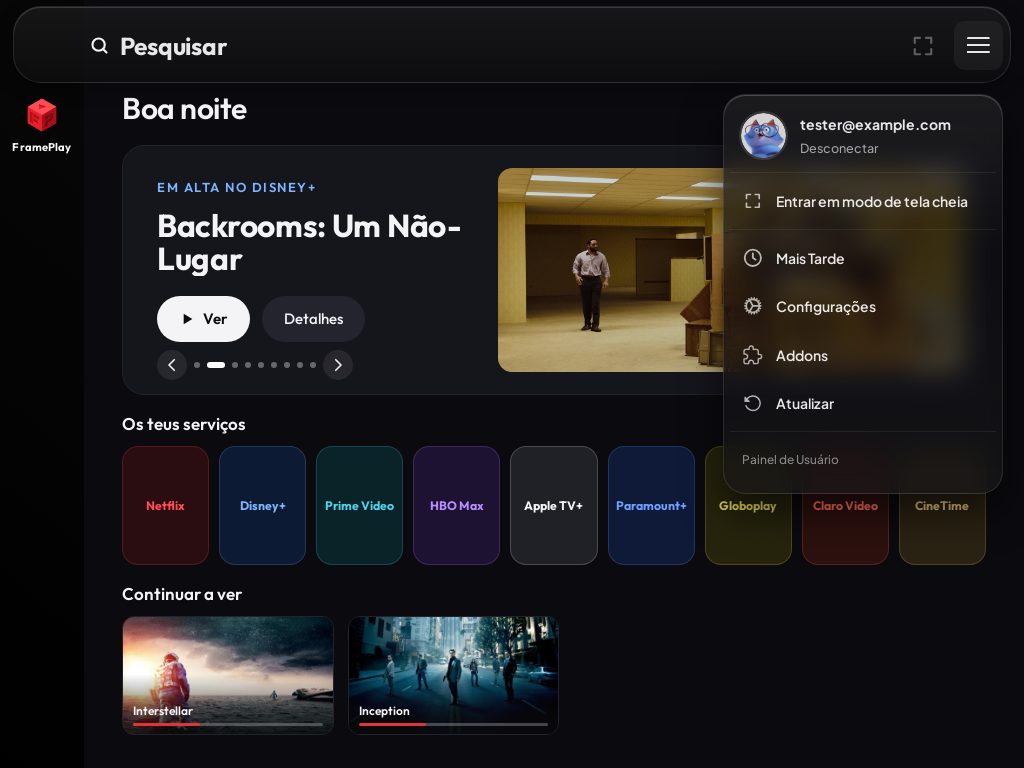 Pesquisar
FramePlay
Boa noite
tester@example.com
Desconectar
EM ALTA NO DISNEY+
Backrooms: Um Não-
Lugar
Ver
Detalhes
Entrar em modo de tela cheia
Mais Tarde
Configurações
Addons
Atualizar
Painel de Usuário
Os teus serviços
Netflix
Disney+
Prime Video
HBO Max
Apple TV+
Paramount+
Globoplay
Claro Video
CineTime
Continuar a ver
Interstellar
Inception